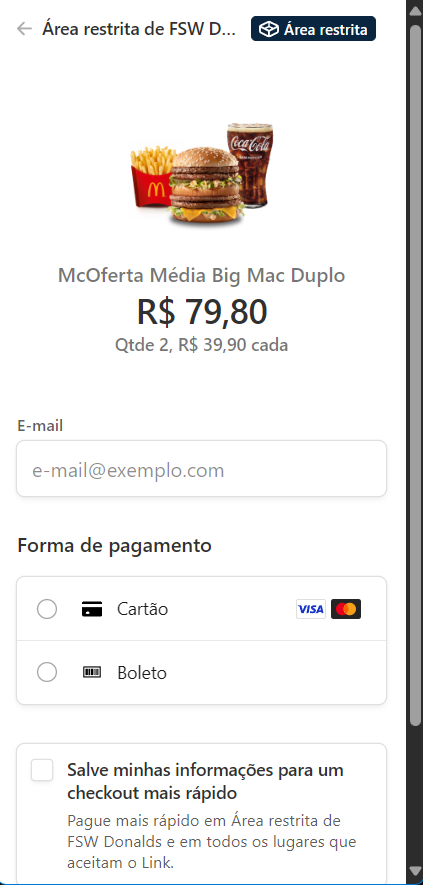 Área restrita de FSW D...
Área restrita
Coca-Cola
McOferta Média Big Mac Duplo
R$ 79,80
Qtde 2, R$ 39,90 cada
E-mail
e-mail@exemplo.com
Forma de pagamento
Cartão
VISA
Boleto
Salve minhas informações para um
checkout mais rápido
Pague mais rápido em Área restrita de
FSW Donalds e em todos os lugares que
aceitam o Link.